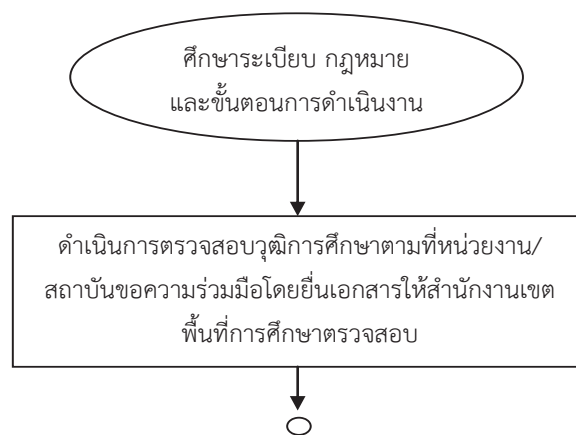 ศึกษาระเบียบ กฎหมาย
และขั้นตอนการดำเนินงาน
ดำเนินการตรวจสอบวุฒิการศึกษาตามที่หน่วยงาน/
สถาบันขอความร่วมมือโดยยื่นเอกสารให้สำนักงานเขต
พื้นที่การศึกษาตรวจสอบ